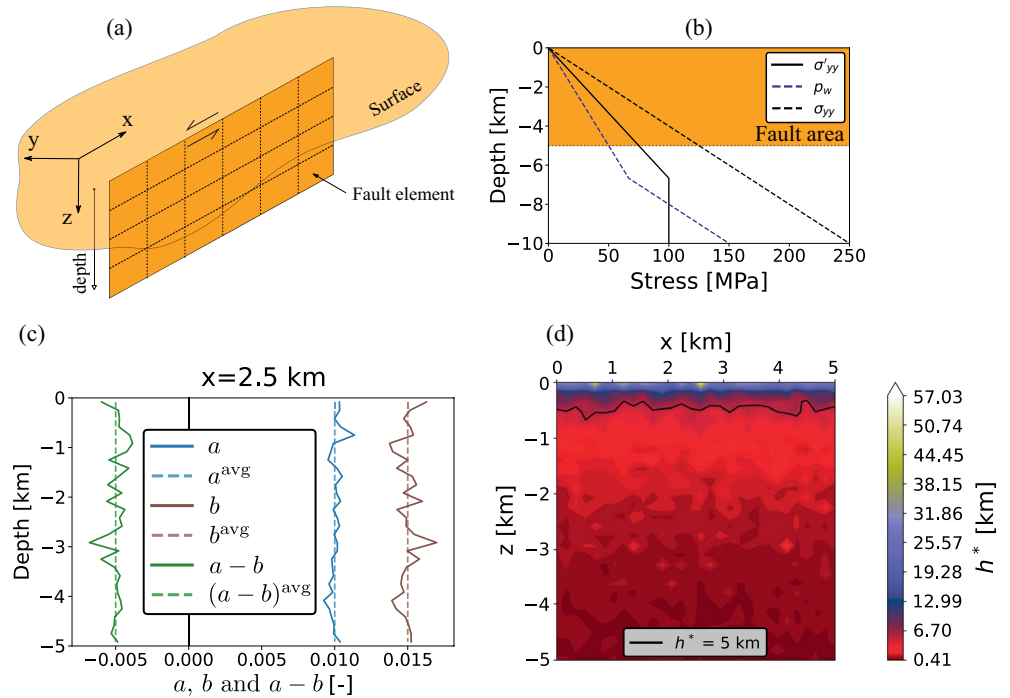 (a)
x
y
z
depth
Surface
Fault element
(b)
Depth [km]
0
−2
−4
−6
−8
−10
0
50
100
150
200
250
Stress [MPa]
σ′yy
pw
σyy
Fault area
(c)
x=2.5 km
Depth [km]
0
−1
−2
−3
−4
−5
−0.005
0.000
0.005
0.010
0.015
a, b and a − b [-]
a
a^avg
b
b^avg
a − b
(a − b)^avg
(d)
x [km]
0
1
2
3
4
5
z [km]
0
−1
−2
−3
−4
−5
h* = 5 km
57.03
50.74
44.45
38.15
31.86
25.57
19.28
12.99
6.70
0.41
h* [km]